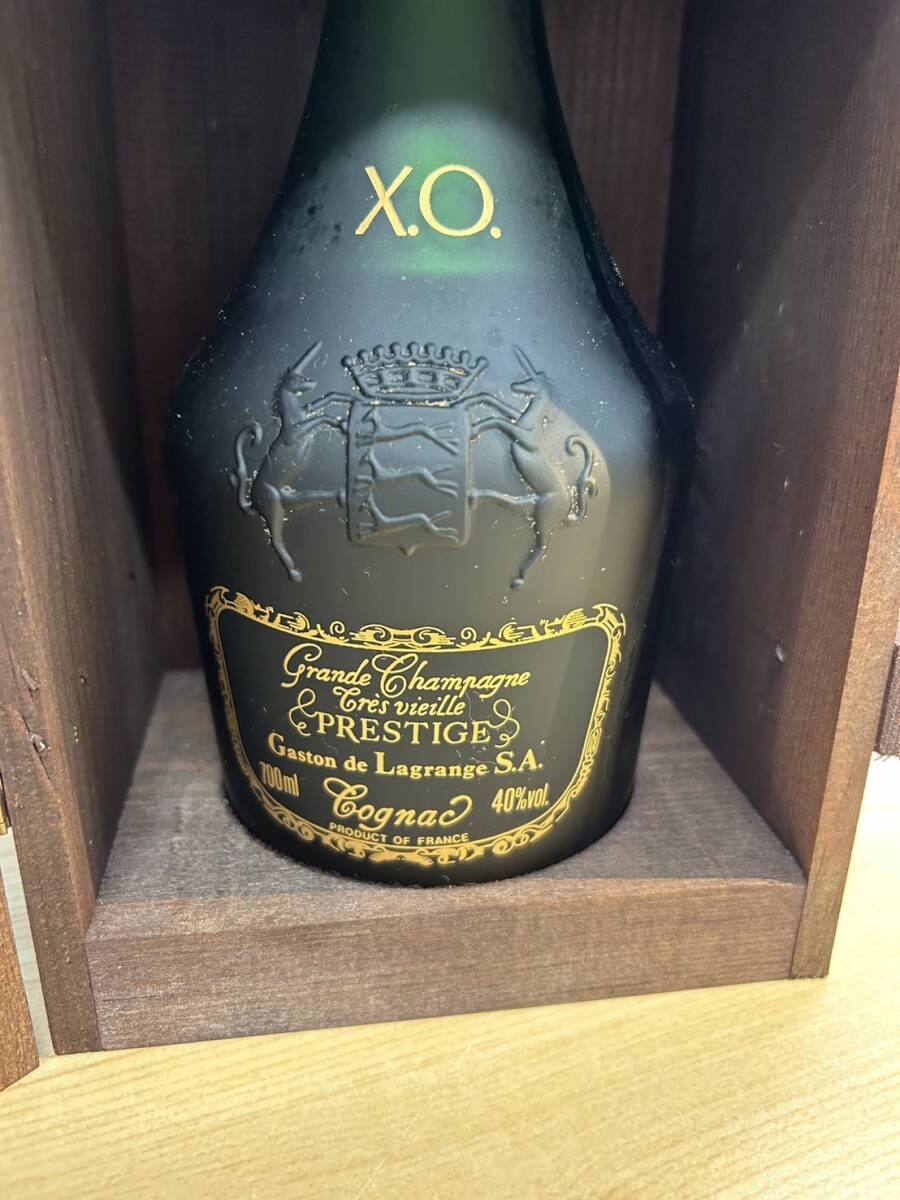 X.O.
Grande Champagne
Très vieille
PRESTIGE
Gaston de Lagrange S.A.
700ml
Cognac
40%vol.
PRODUCT OF FRANCE